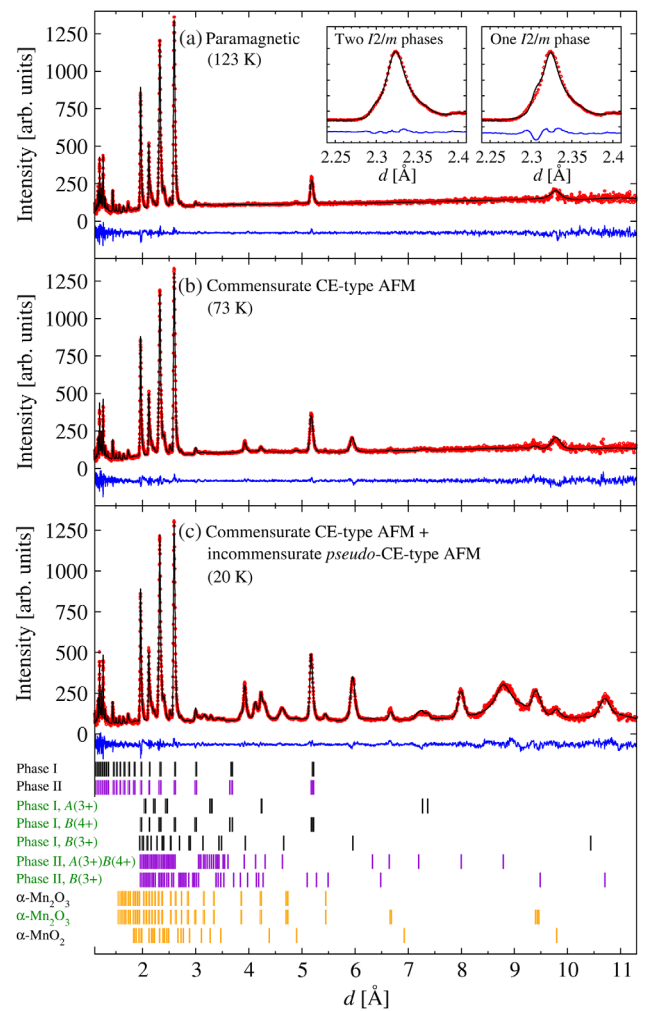 (a) Paramagnetic
(123 K)
Two I2/m phases
One I2/m phase
2.25 2.3 2.35 2.4
d [Å]
2.25 2.3 2.35 2.4
d [Å]
1250
1000
750
500
250
0
Intensity [arb. units]
(b) Commensurate CE-type AFM
(73 K)
1250
1000
750
500
250
0
Intensity [arb. units]
(c) Commensurate CE-type AFM +
incommensurate pseudo-CE-type AFM
(20 K)
1250
1000
750
500
250
0
Intensity [arb. units]
Phase I
Phase II
Phase I, A(3+)
Phase I, B(4+)
Phase I, B(3+)
Phase II, A(3+)B(4+)
Phase II, B(3+)
α-Mn₂O₃
α-Mn₂O₃
α-MnO₂
2 3 4 5 6 7 8 9 10 11
d [Å]